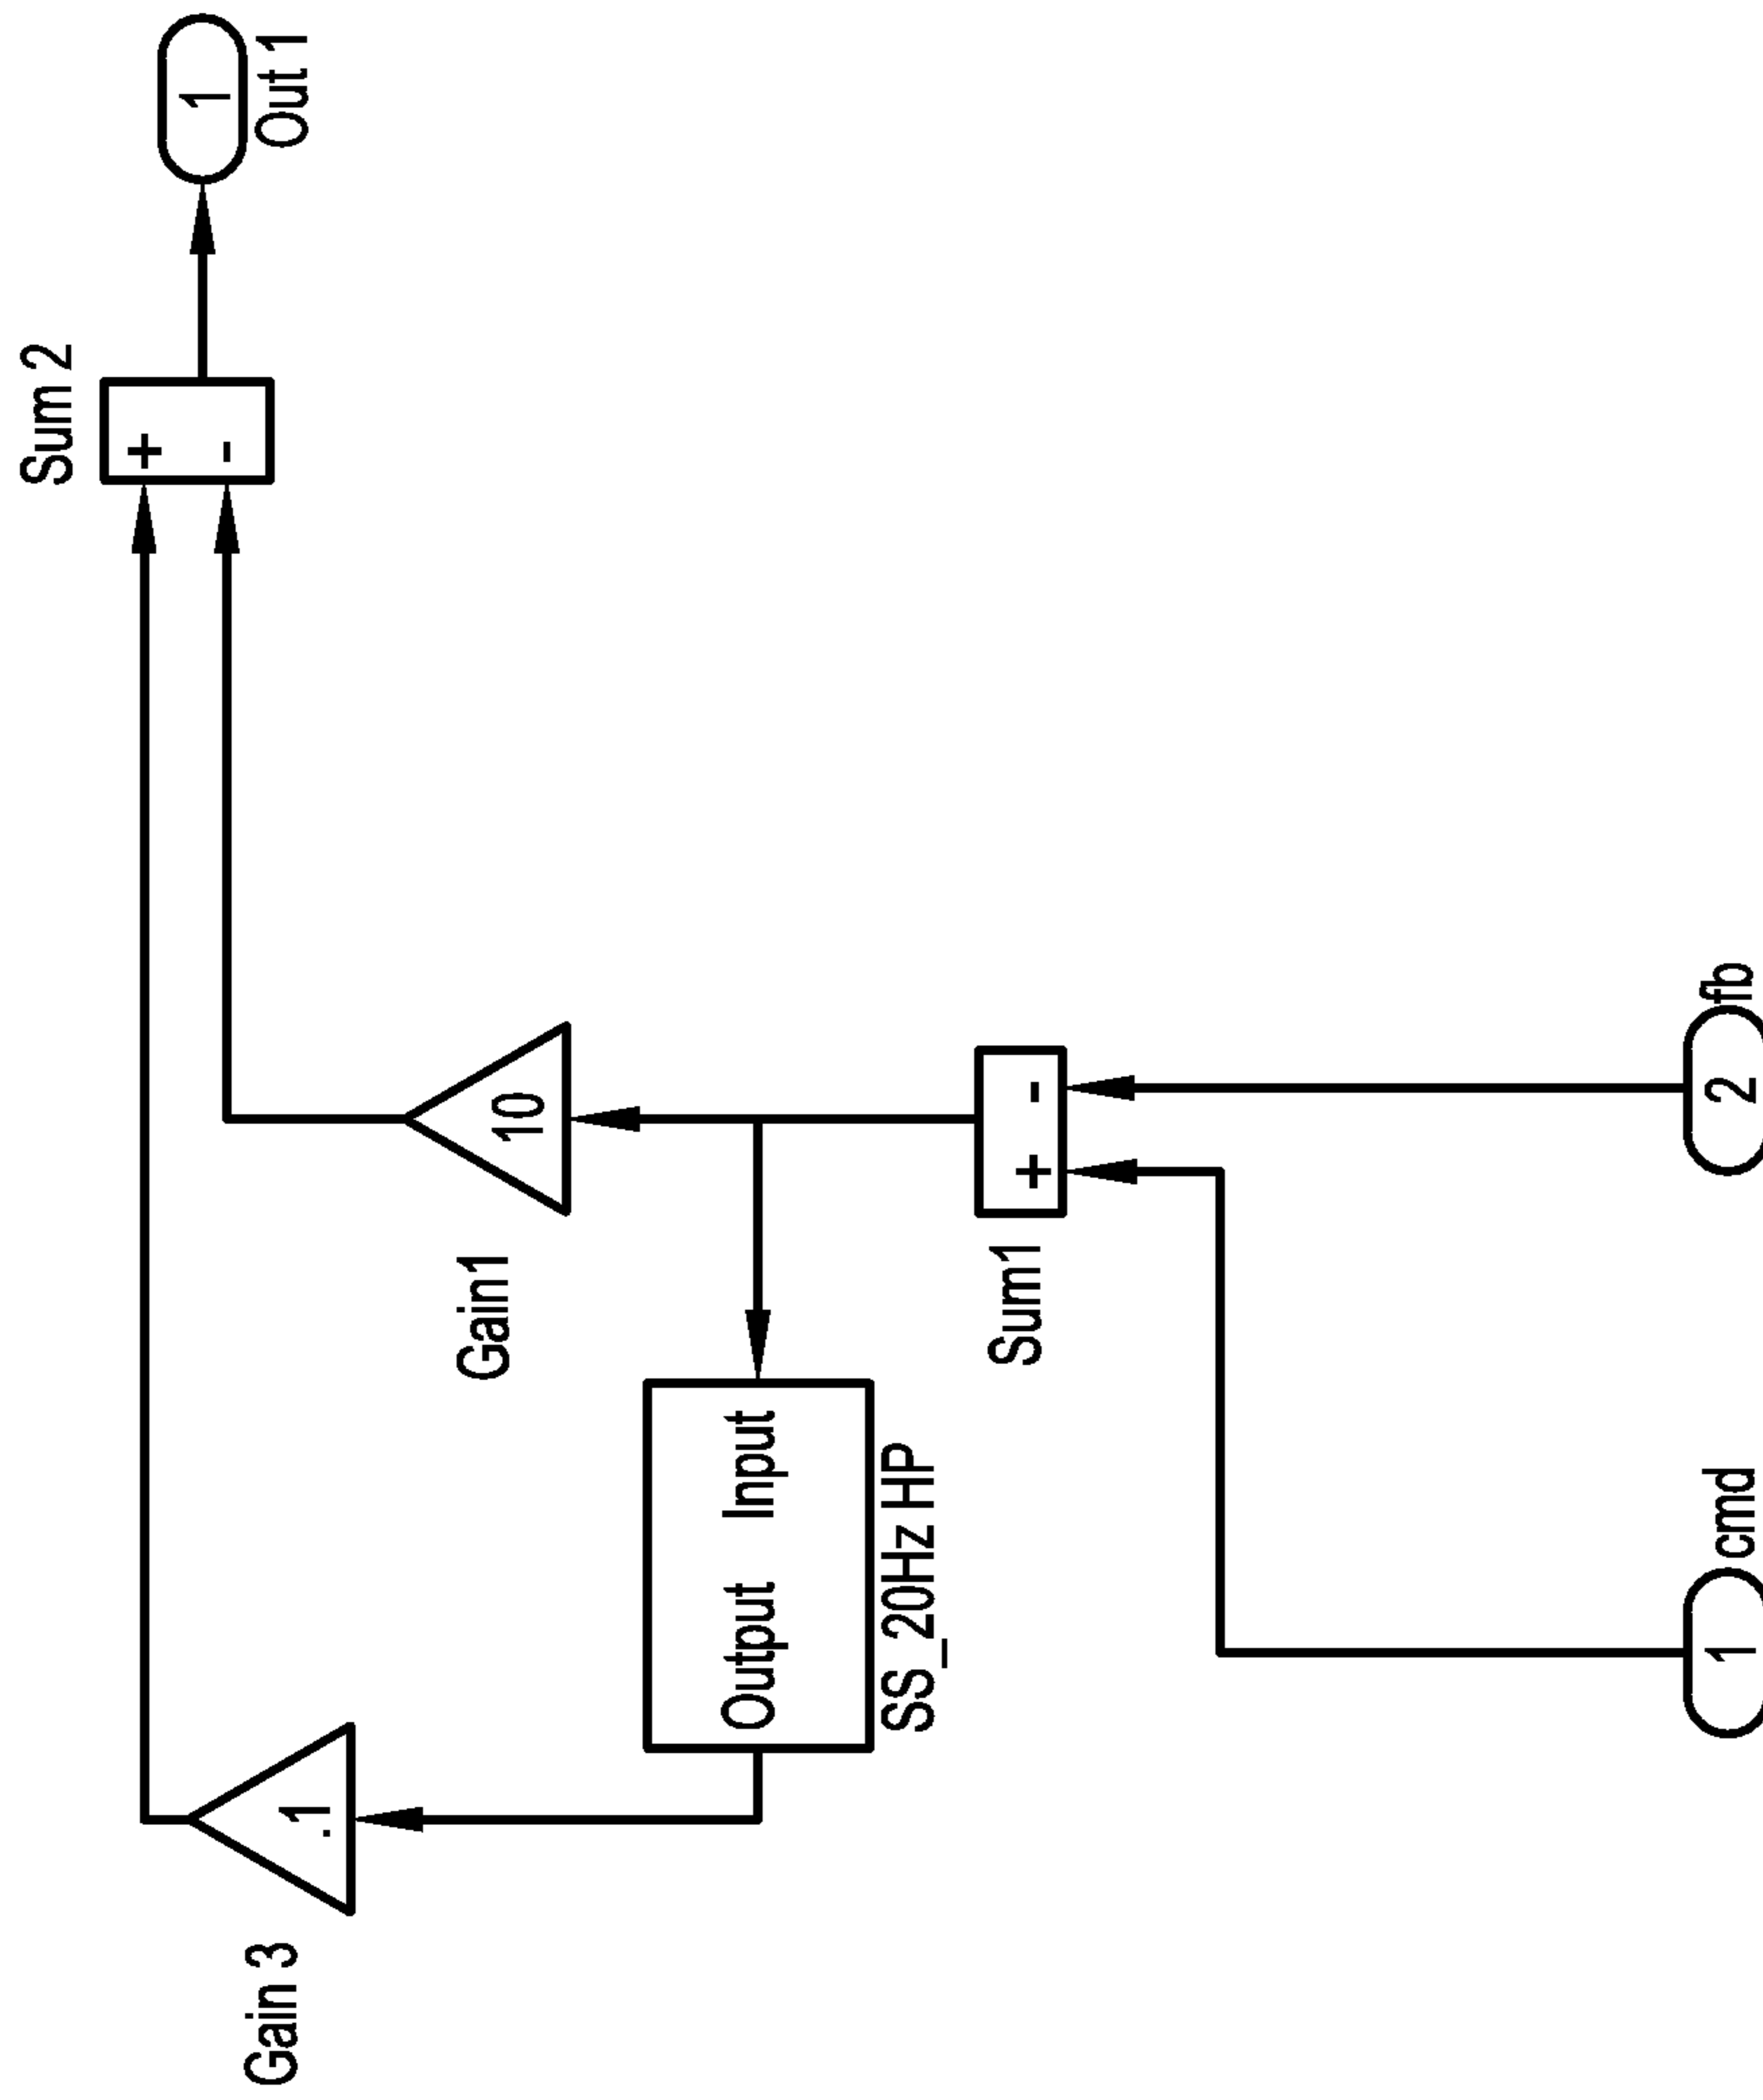 Gain 3
.1
Sum 2
+
-
1
Out 1
Gain1
10
Output Input
SS_20Hz HP
Sum1
+ -
1
cmd
2
fb